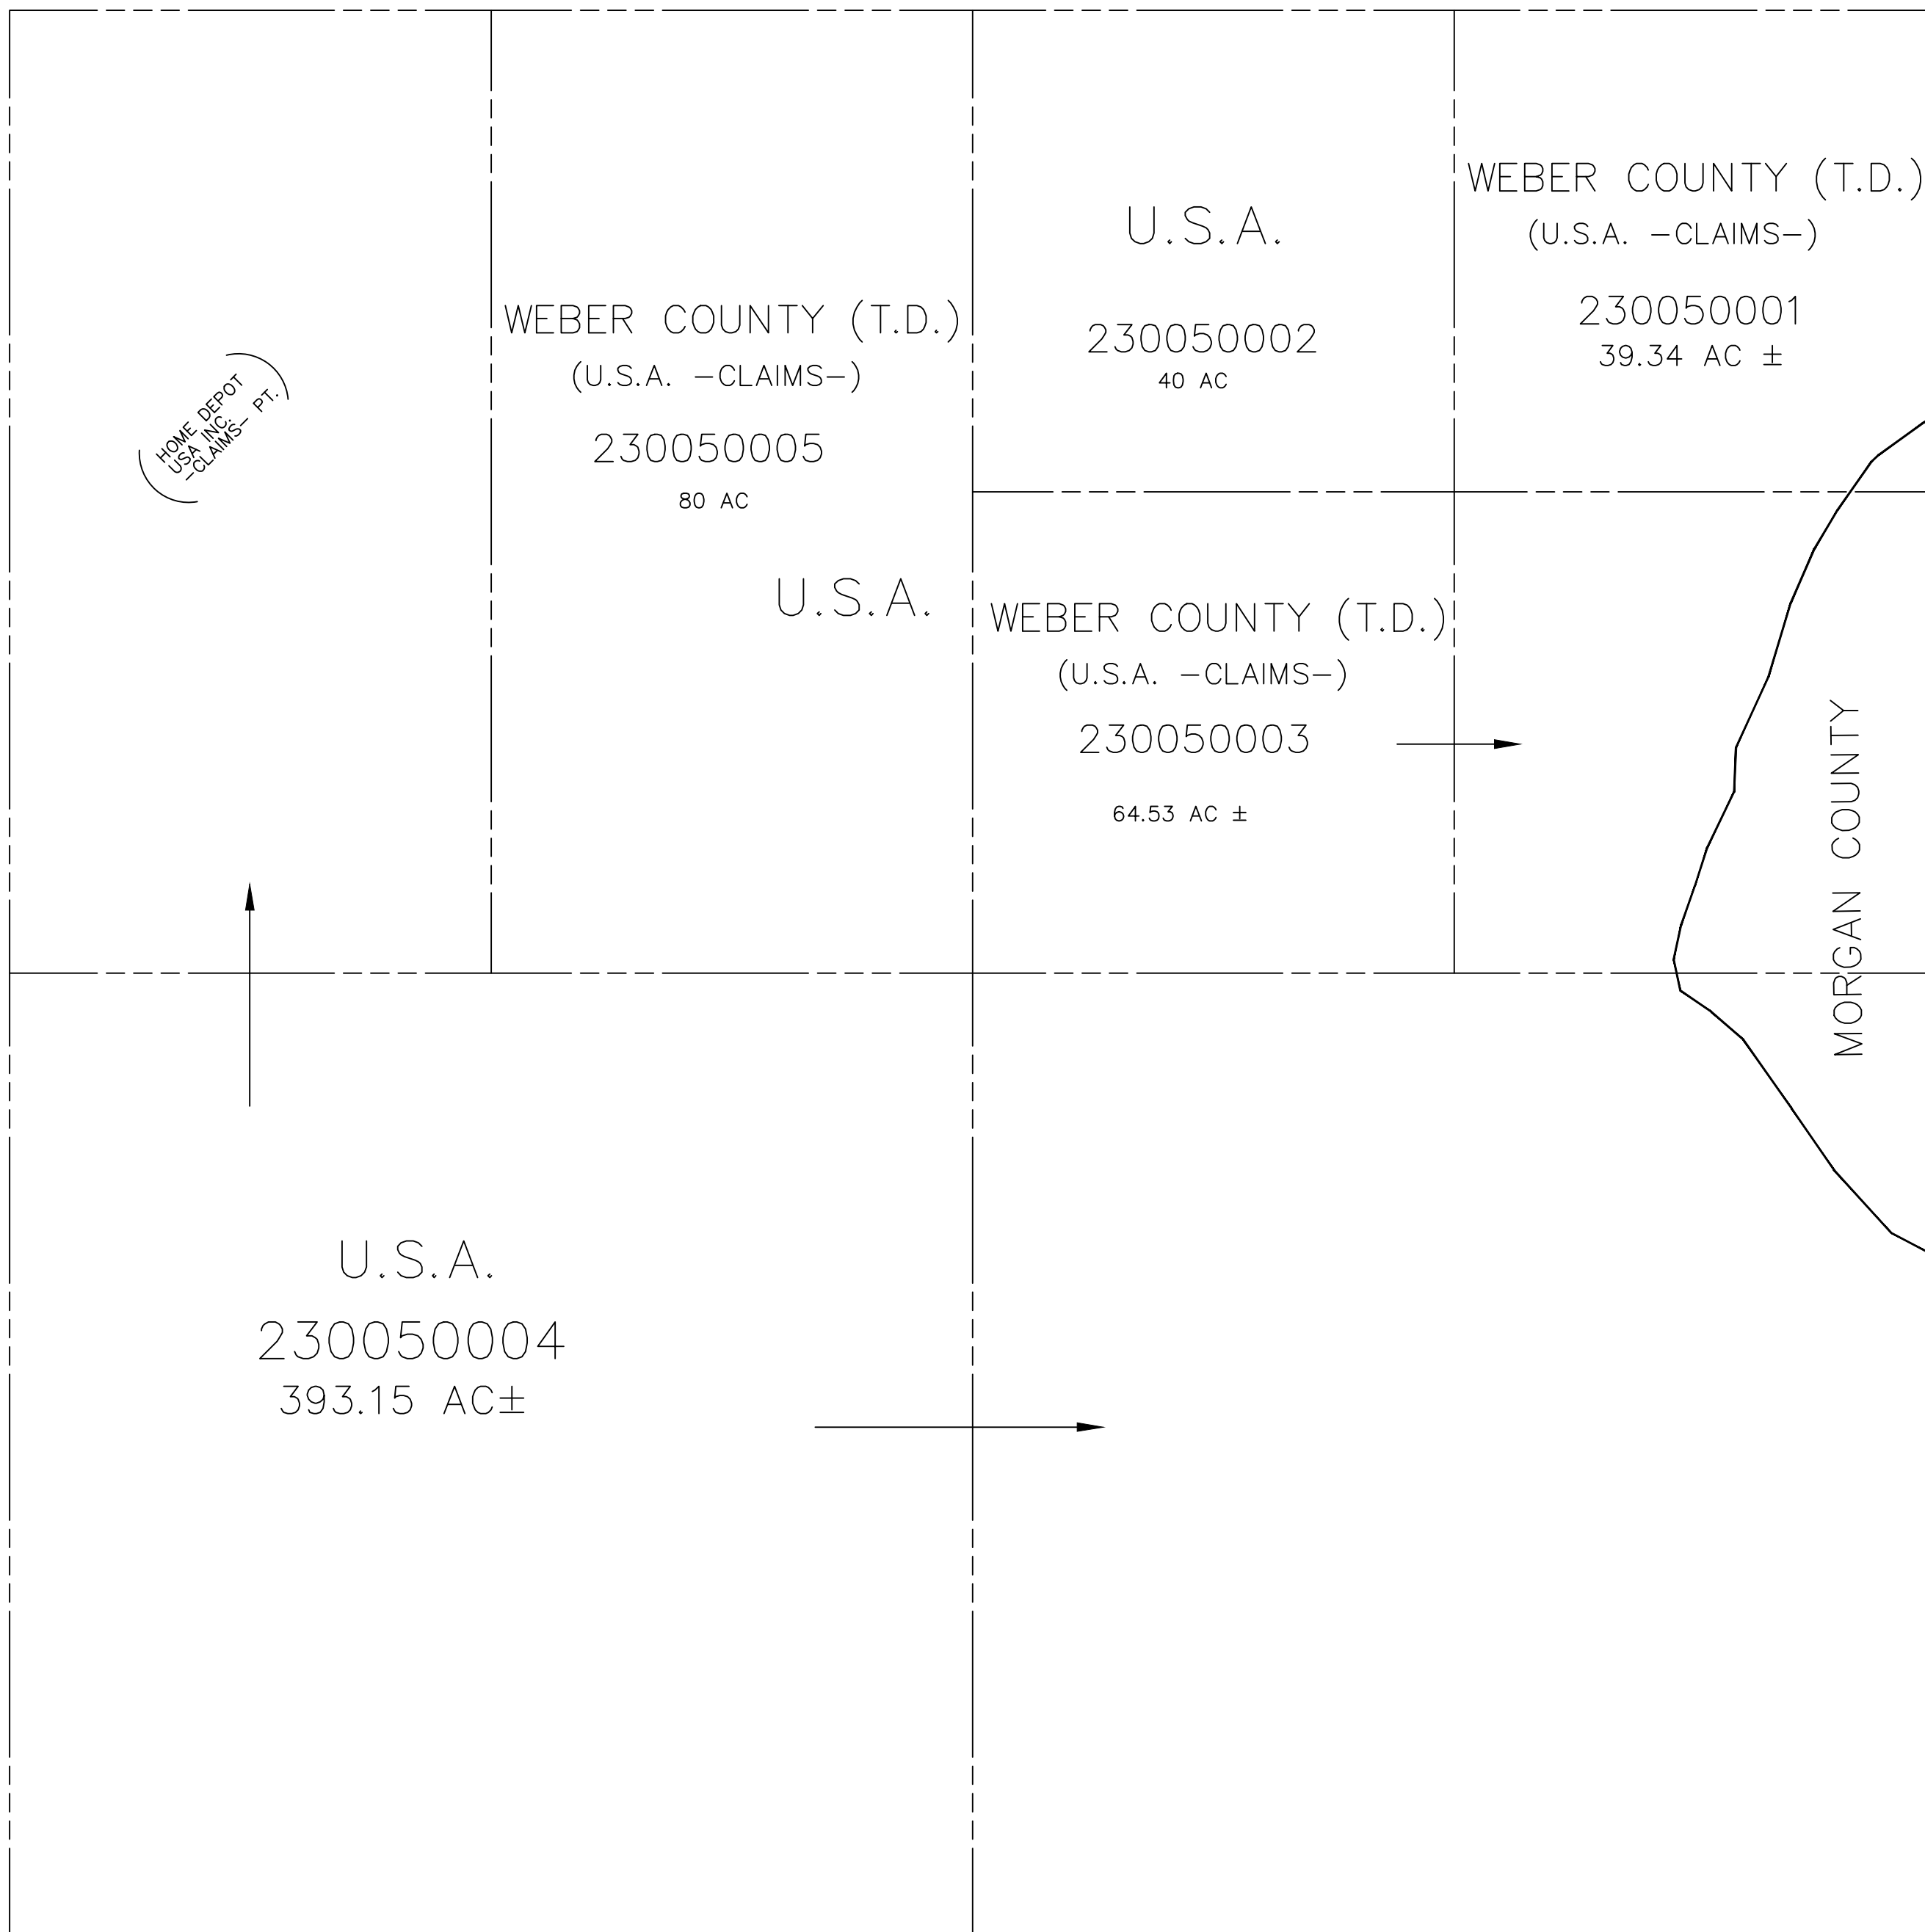 ( HOME DEPOT
USA INC.
-CLAIMS- PT. )
WEBER COUNTY (T.D.)
(U.S.A. -CLAIMS-)
230050005
80 AC
U.S.A.
U.S.A.
230050002
40 AC
WEBER COUNTY (T.D.)
(U.S.A. -CLAIMS-)
230050001
39.34 AC ±
WEBER COUNTY (T.D.)
(U.S.A. -CLAIMS-)
230050003
64.53 AC ±
MORGAN COUNTY
U.S.A.
230050004
393.15 AC±